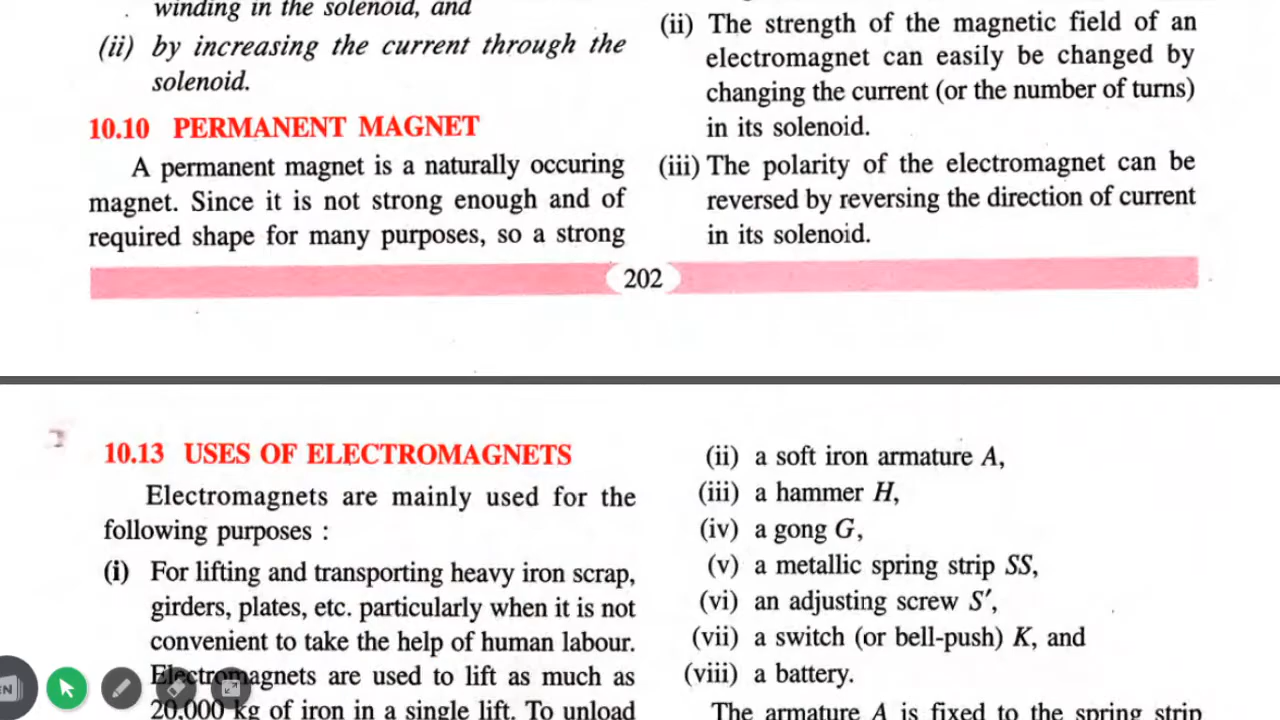 winding in the solenoid, and
(ii) by increasing the current through the
solenoid.
10.10 PERMANENT MAGNET
A permanent magnet is a naturally occuring
magnet. Since it is not strong enough and of
required shape for many purposes, so a strong
(ii) The strength of the magnetic field of an
electromagnet can easily be changed by
changing the current (or the number of turns)
in its solenoid.
(iii) The polarity of the electromagnet can be
reversed by reversing the direction of current
in its solenoid.
202
10.13 USES OF ELECTROMAGNETS
Electromagnets are mainly used for the
following purposes :
(i) For lifting and transporting heavy iron scrap,
girders, plates, etc. particularly when it is not
convenient to take the help of human labour.
Electromagnets are used to lift as much as
20,000 kg of iron in a single lift. To unload
(ii) a soft iron armature A,
(iii) a hammer H,
(iv) a gong G,
(v) a metallic spring strip SS,
(vi) an adjusting screw S′,
(vii) a switch (or bell-push) K, and
(viii) a battery.
The armature A is fixed to the spring strip